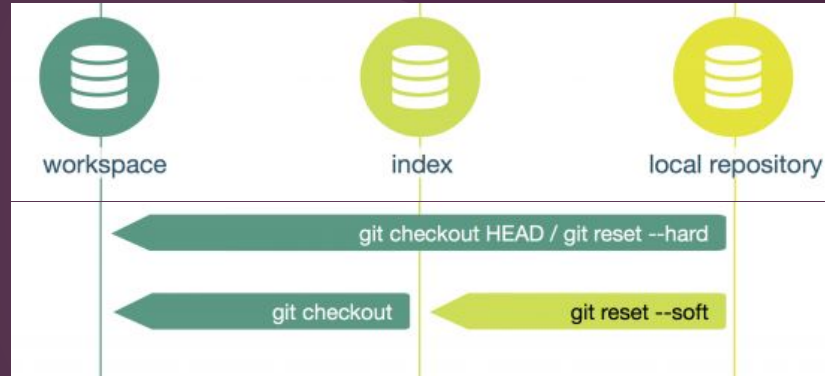 workspace
index
local repository
git checkout HEAD / git reset --hard
git checkout
git reset --soft